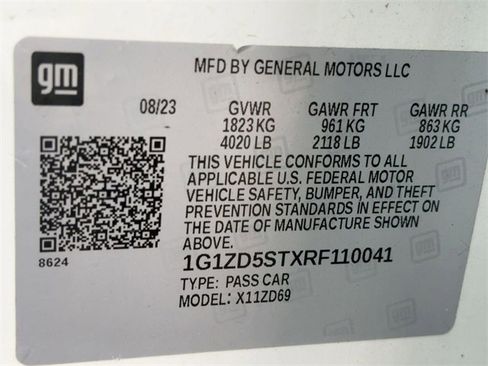 gm
MFD BY GENERAL MOTORS LLC
08/23 GVWR GAWR FRT GAWR RR
1823 KG 961 KG 863 KG
4020 LB 2118 LB 1902 LB
THIS VEHICLE CONFORMS TO ALL
APPLICABLE U.S. FEDERAL MOTOR
VEHICLE SAFETY, BUMPER, AND THEFT
PREVENTION STANDARDS IN EFFECT ON
THE DATE OF MANUFACTURE SHOWN
ABOVE.
8624
1G1ZD5STXRF110041
TYPE: PASS CAR
MODEL: X11ZD69